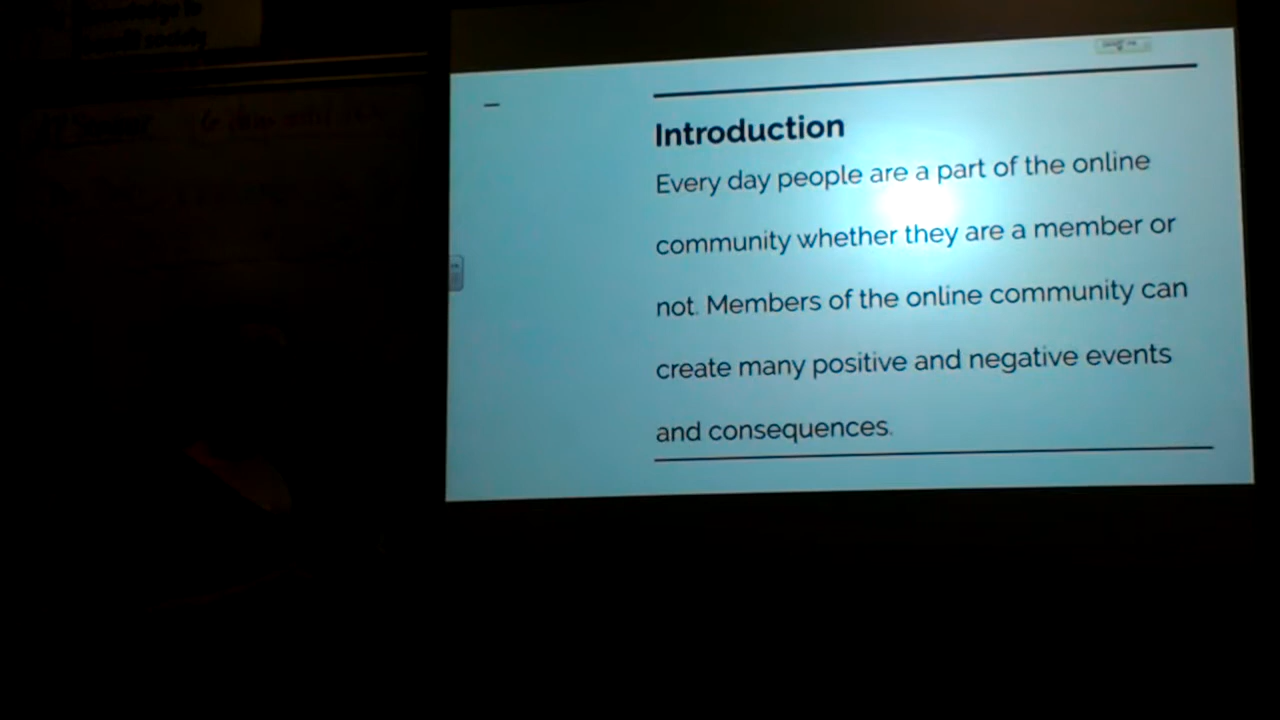 Introduction
Every day people are a part of the online
community whether they are a member or
not. Members of the online community can
create many positive and negative events
and consequences.